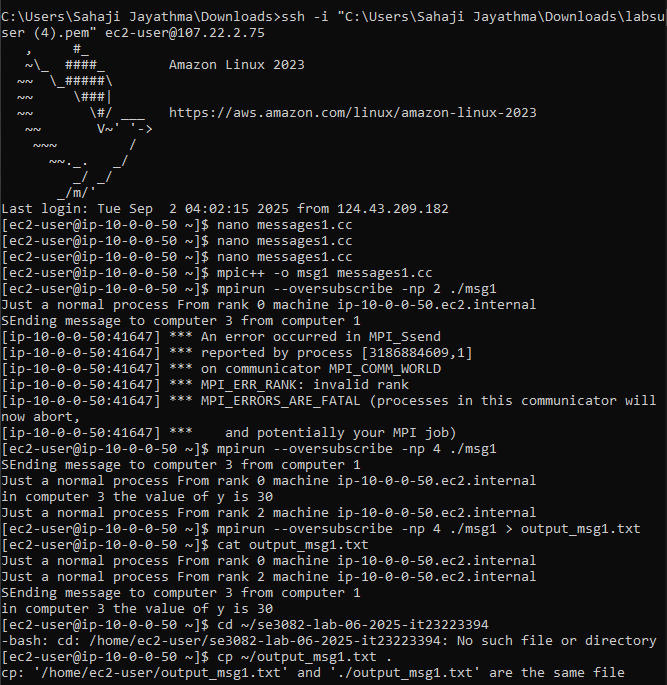 C:\Users\Sahaji Jayathma\Downloads>ssh -i "C:\Users\Sahaji Jayathma\Downloads\labsu
ser (4).pem" ec2-user@107.22.2.75
   ,     #_
   ~\_  ####_        Amazon Linux 2023
  ~~  \_#####\
  ~~     \###|
  ~~       \#/ ___   https://aws.amazon.com/linux/amazon-linux-2023
   ~~       V~' '->
    ~~~         /
      ~~._.   _/
         _/ _/
       _/m/'
Last login: Tue Sep  2 04:02:15 2025 from 124.43.209.182
[ec2-user@ip-10-0-0-50 ~]$ nano messages1.cc
[ec2-user@ip-10-0-0-50 ~]$ nano messages1.cc
[ec2-user@ip-10-0-0-50 ~]$ nano messages1.cc
[ec2-user@ip-10-0-0-50 ~]$ mpic++ -o msg1 messages1.cc
[ec2-user@ip-10-0-0-50 ~]$ mpirun --oversubscribe -np 2 ./msg1
Just a normal process From rank 0 machine ip-10-0-0-50.ec2.internal
SEnding message to computer 3 from computer 1
[ip-10-0-0-50:41647] *** An error occurred in MPI_Ssend
[ip-10-0-0-50:41647] *** reported by process [3186884609,1]
[ip-10-0-0-50:41647] *** on communicator MPI_COMM_WORLD
[ip-10-0-0-50:41647] *** MPI_ERR_RANK: invalid rank
[ip-10-0-0-50:41647] *** MPI_ERRORS_ARE_FATAL (processes in this communicator will
now abort,
[ip-10-0-0-50:41647] ***    and potentially your MPI job)
[ec2-user@ip-10-0-0-50 ~]$ mpirun --oversubscribe -np 4 ./msg1
SEnding message to computer 3 from computer 1
Just a normal process From rank 0 machine ip-10-0-0-50.ec2.internal
in computer 3 the value of y is 30
Just a normal process From rank 2 machine ip-10-0-0-50.ec2.internal
[ec2-user@ip-10-0-0-50 ~]$ mpirun --oversubscribe -np 4 ./msg1 > output_msg1.txt
[ec2-user@ip-10-0-0-50 ~]$ cat output_msg1.txt
Just a normal process From rank 0 machine ip-10-0-0-50.ec2.internal
Just a normal process From rank 2 machine ip-10-0-0-50.ec2.internal
SEnding message to computer 3 from computer 1
in computer 3 the value of y is 30
[ec2-user@ip-10-0-0-50 ~]$ cd ~/se3082-lab-06-2025-it23223394
-bash: cd: /home/ec2-user/se3082-lab-06-2025-it23223394: No such file or directory
[ec2-user@ip-10-0-0-50 ~]$ cp ~/output_msg1.txt .
cp: '/home/ec2-user/output_msg1.txt' and './output_msg1.txt' are the same file